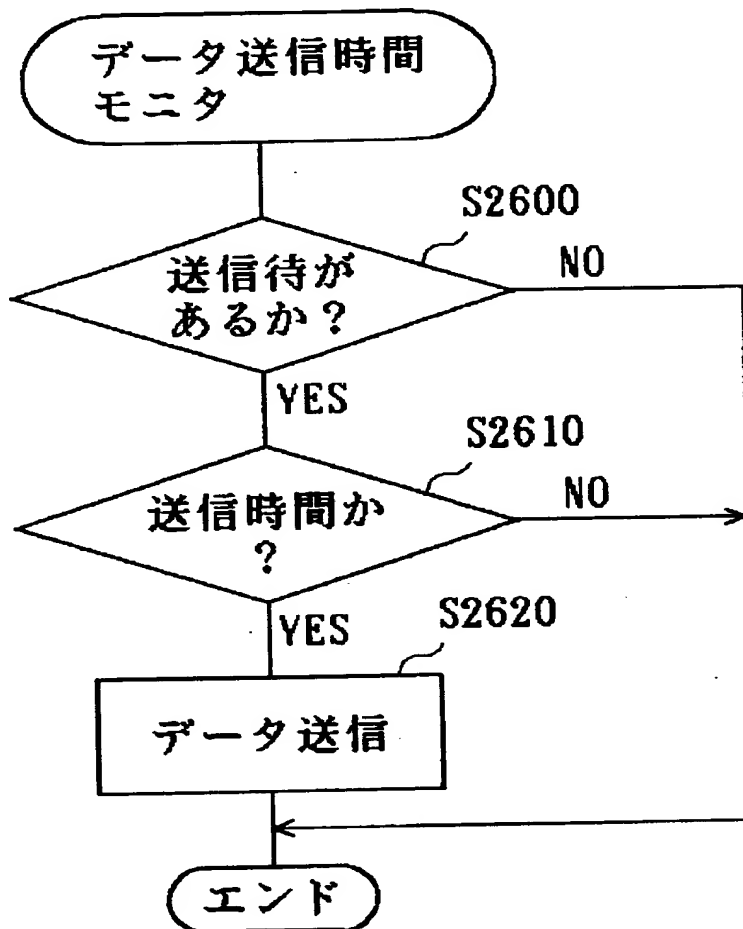 データ送信時間
モニタ
S2600
送信待が
あるか？
NO
YES
S2610
送信時間か
？
NO
YES
S2620
データ送信
エンド